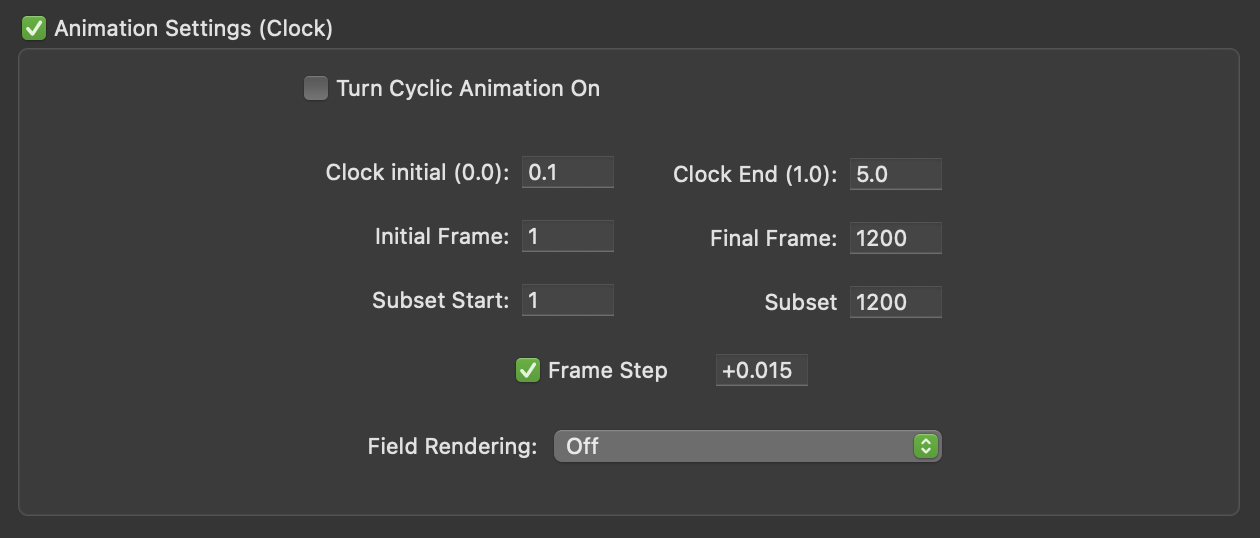 Animation Settings (Clock)
Turn Cyclic Animation On
Clock initial (0.0): 0.1 Clock End (1.0): 5.0
Initial Frame: 1 Final Frame: 1200
Subset Start: 1 Subset 1200
Frame Step +0.015
Field Rendering: Off